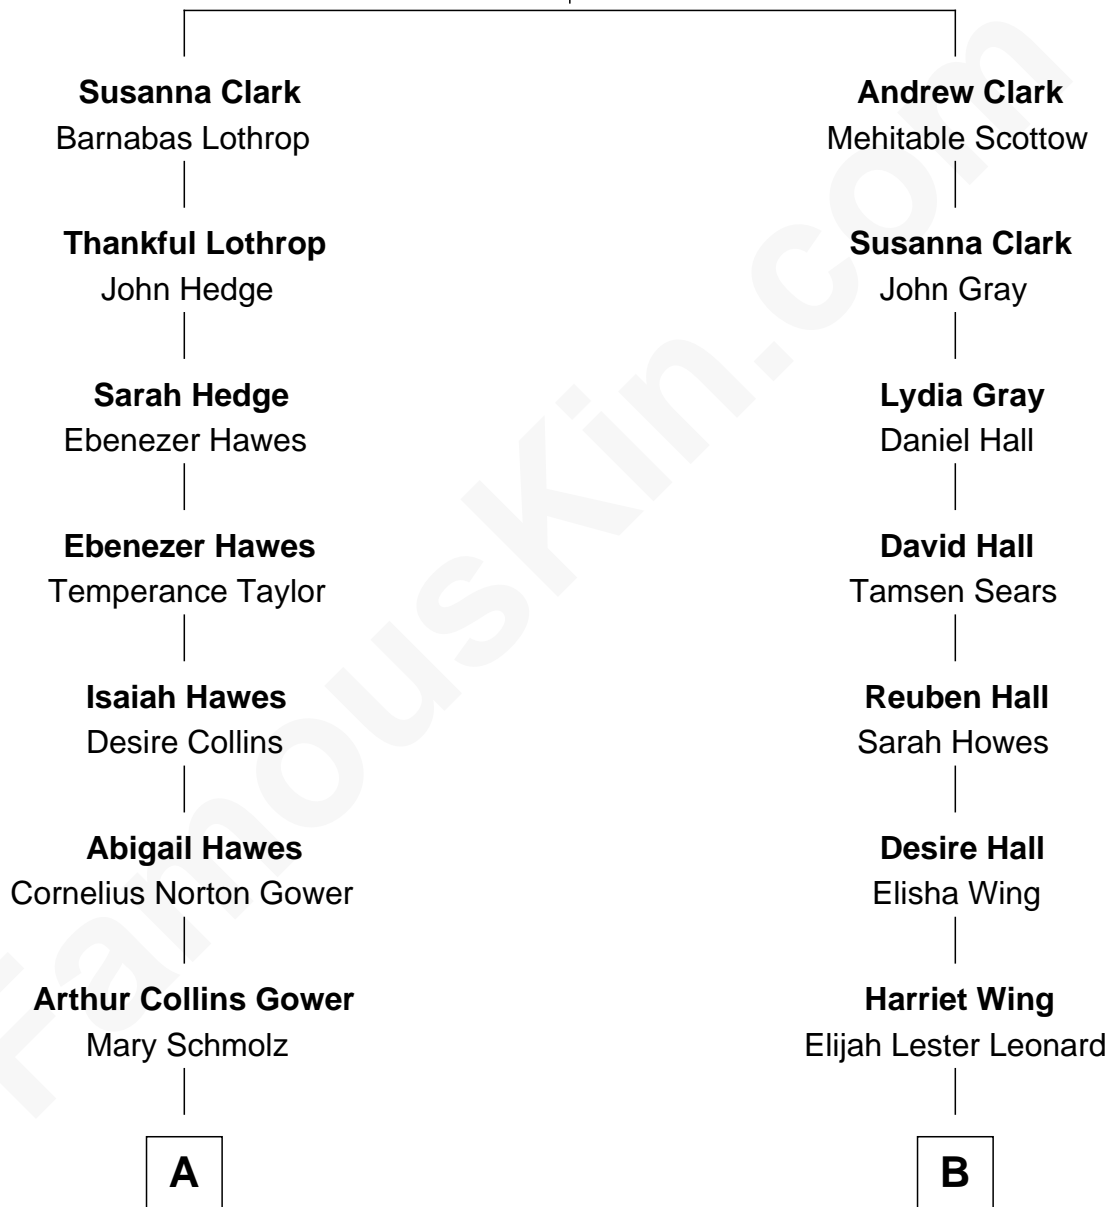 Susanna Clark
Barnabas Lothrop
Thankful Lothrop
John Hedge
Sarah Hedge
Ebenezer Hawes
Ebenezer Hawes
Temperance Taylor
Isaiah Hawes
Desire Collins
Abigail Hawes
Cornelius Norton Gower
Arthur Collins Gower
Mary Schmolz
A
Andrew Clark
Mehitable Scottow
Susanna Clark
John Gray
Lydia Gray
Daniel Hall
David Hall
Tamsen Sears
Reuben Hall
Sarah Howes
Desire Hall
Elisha Wing
Harriet Wing
Elijah Lester Leonard
B
FamousKin.com